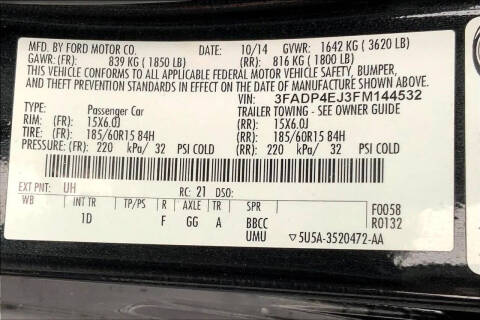 MFD. BY FORD MOTOR CO. DATE: 10/14 GVWR: 1642 KG ( 3620 LB)
GAWR: (FR) : 839 KG ( 1850 LB) (RR) : 816 KG ( 1800 LB)
THIS VEHICLE CONFORMS TO ALL APPLICABLE FEDERAL MOTOR VEHICLE SAFETY, BUMPER,
AND THEFT PREVENTION STANDARDS IN EFFECT ON THE DATE OF MANUFACTURE SHOWN ABOVE.
VIN: 3FADP4EJ3FM144532
TYPE: Passenger Car TRAILER TOWING - SEE OWNER GUIDE
RIM: (FR) : 15X6.0J (RR) : 15X6.0J
TIRE: (FR) : 185/60R15 84H (RR) : 185/60R15 84H
PRESSURE: (FR) : 220 kPa/ 32 PSI COLD (RR) : 220 kPa/ 32 PSI COLD
EXT PNT: UH RC: 21 DSO:
WB INT TR TP/PS R AXLE TR SPR F0058
1D F GG A BBCC R0132
UMU ▽5U5A-3520472-AA